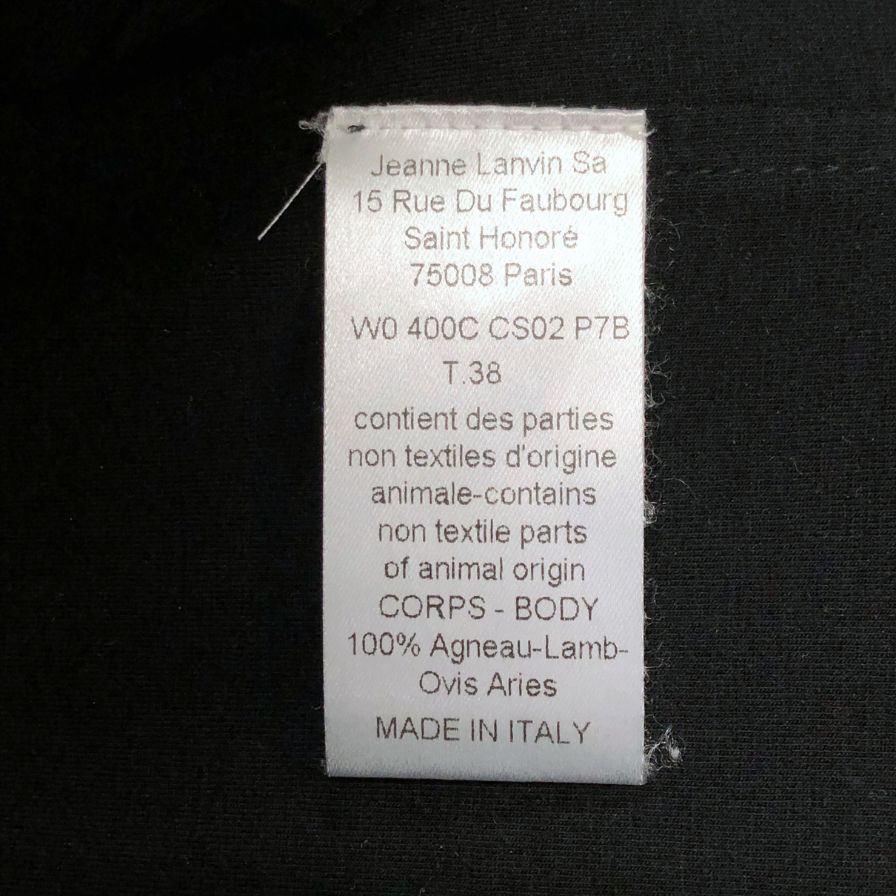 Jeanne Lanvin Sa
15 Rue Du Faubourg
Saint Honoré
75008 Paris
W0 400C CS02 P7B
T.38
contient des parties
non textiles d'origine
animale-contains
non textile parts
of animal origin
CORPS - BODY
100% Agneau-Lamb-
Ovis Aries
MADE IN ITALY